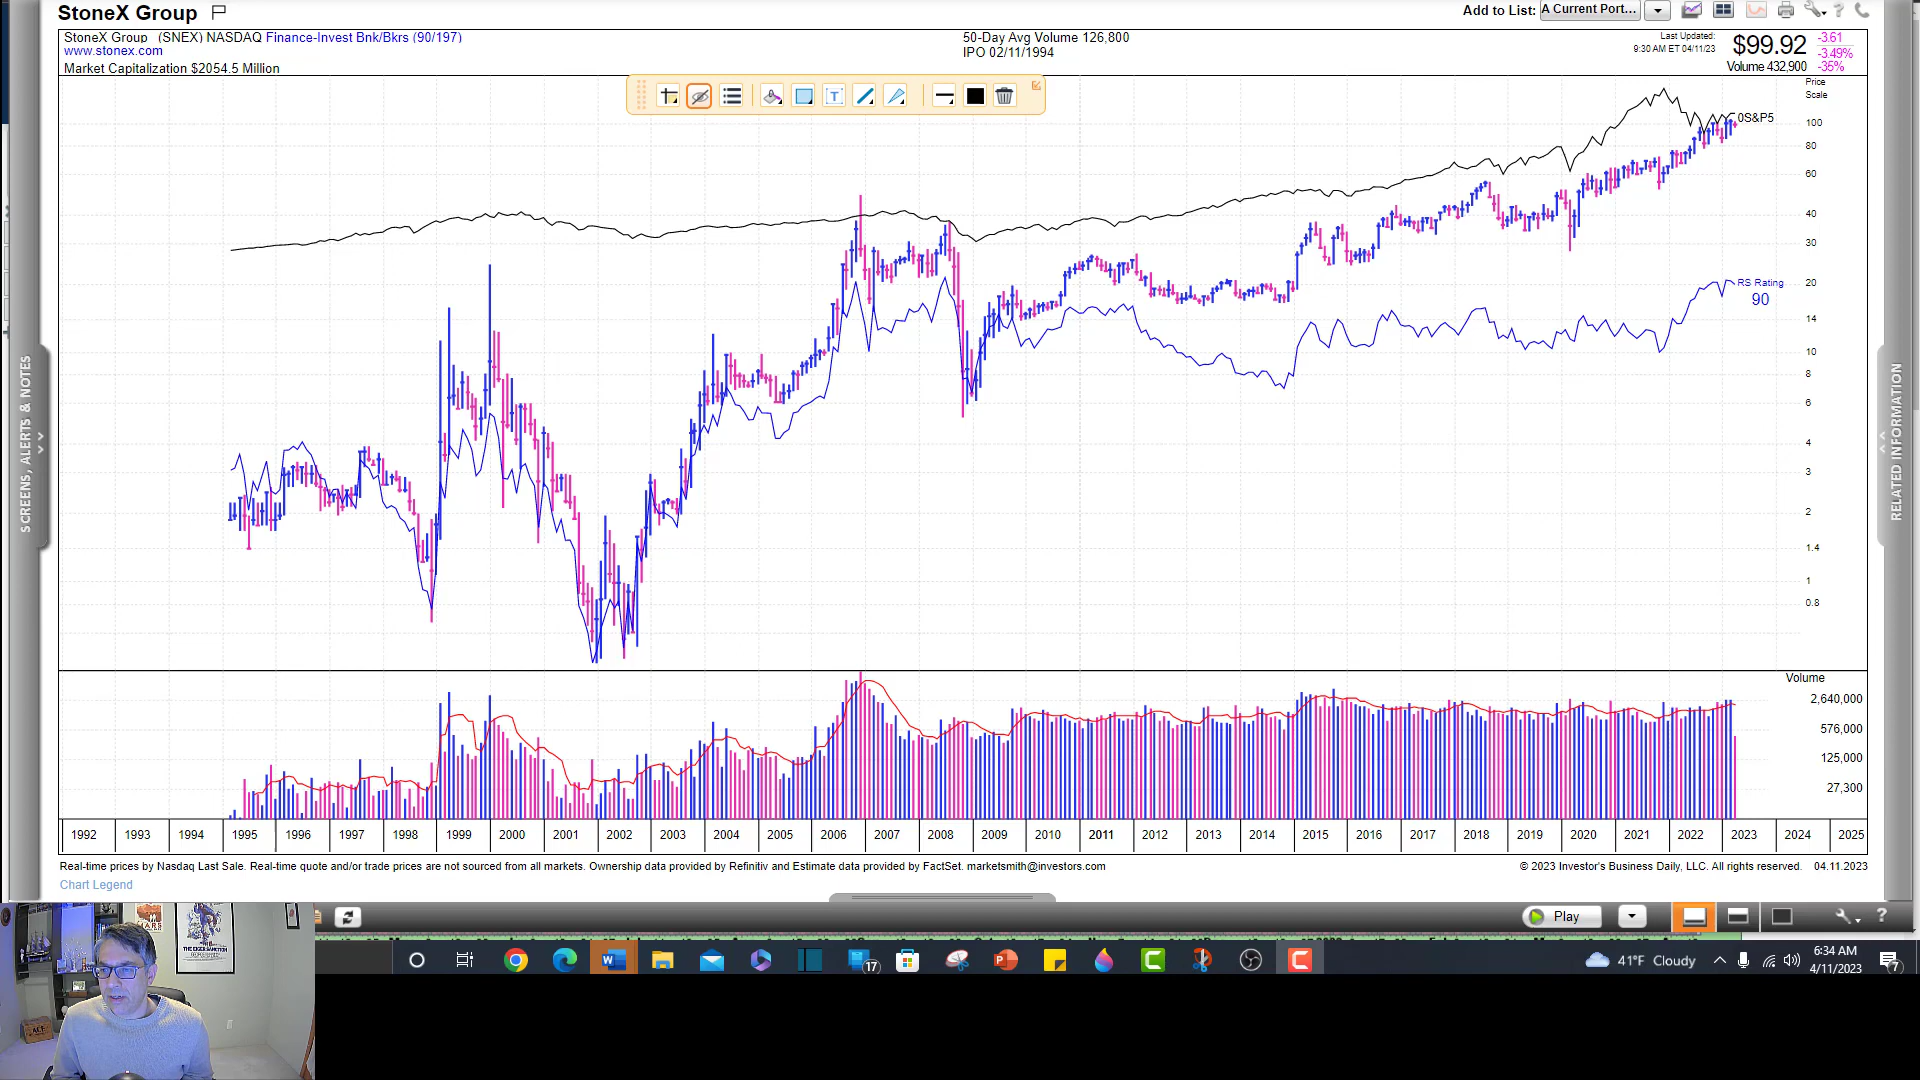 StoneX Group
Add to List: A Current Port...
StoneX Group (SNEX) NASDAQ Finance-Invest Bnk/Bkrs (90/197)
www.stonex.com
Market Capitalization $2054.5 Million
50-Day Avg Volume 126,800
IPO 02/11/1994
Last Updated:
9:30 AM ET 04/11/23
$99.92
-3.61
-3.49%
Volume 432,900
-35%
Price
Scale
0S&P5
100
80
60
40
30
RS Rating
90
20
14
10
8
6
4
3
2
1.4
1
0.8
Volume
2,640,000
576,000
125,000
27,300
1992 1993 1994 1995 1996 1997 1998 1999 2000 2001 2002 2003 2004 2005 2006 2007 2008 2009 2010 2011 2012 2013 2014 2015 2016 2017 2018 2019 2020 2021 2022 2023 2024 2025
Real-time prices by Nasdaq Last Sale. Real-time quote and/or trade prices are not sourced from all markets. Ownership data provided by Refinitiv and Estimate data provided by FactSet. marketsmith@investors.com
© 2023 Investor's Business Daily, LLC. All rights reserved. 04.11.2023
Chart Legend
SCREENS, ALERTS & NOTES
RELATED INFORMATION
Play
17
41°F Cloudy
6:34 AM
4/11/2023
7